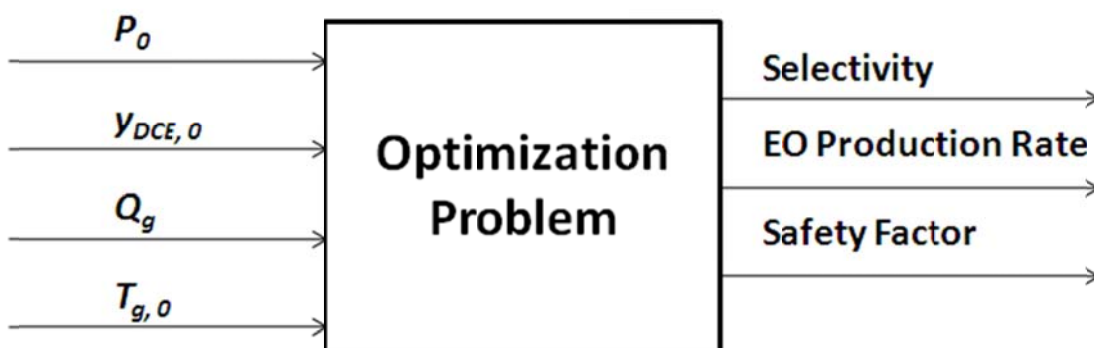 P0
yDCE, 0
Qg
Tg, 0
Optimization
Problem
Selectivity
EO Production Rate
Safety Factor